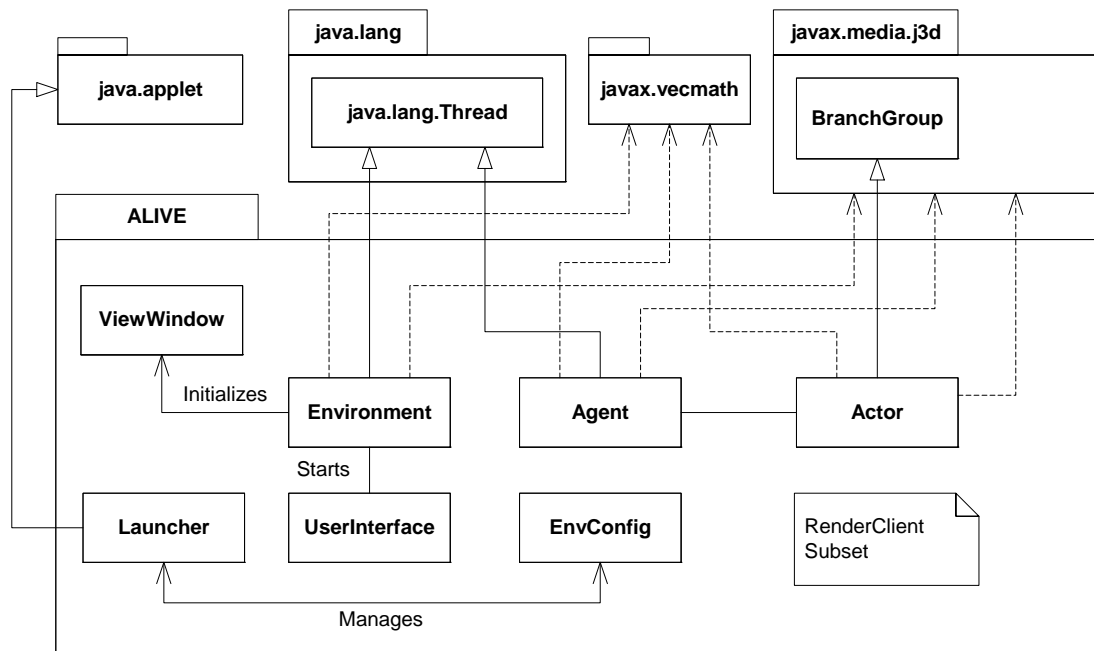 java.lang
javax.media.j3d
java.applet
java.lang.Thread
javax.vecmath
BranchGroup
ALIVE
ViewWindow
Initializes
Environment
Agent
Actor
Starts
Launcher
UserInterface
EnvConfig
RenderClient
Subset
Manages